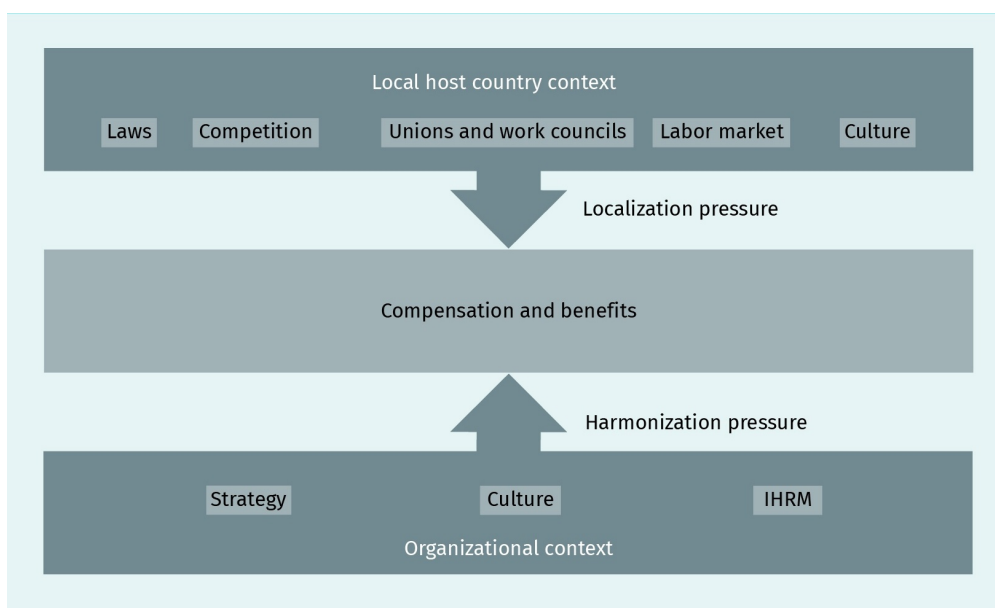 Local host country context
Laws Competition Unions and work councils Labor market Culture
Localization pressure
Compensation and benefits
Harmonization pressure
Strategy Culture IHRM
Organizational context